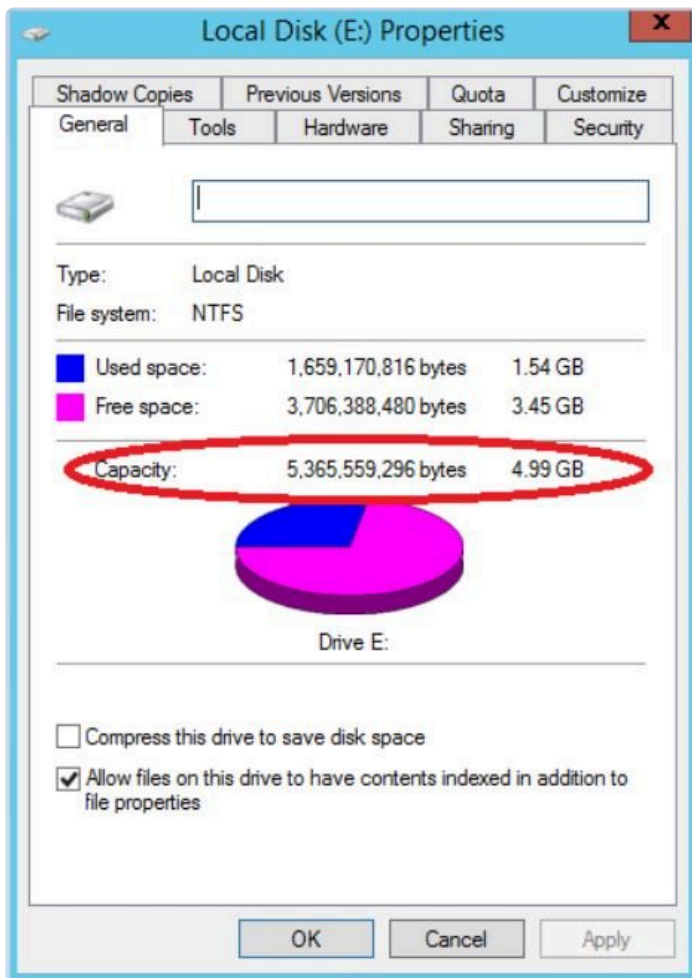 Local Disk (E:) Properties
X
Shadow Copies Previous Versions Quota Customize
General Tools Hardware Sharing Security
Type: Local Disk
File system: NTFS
Used space: 1,659,170,816 bytes 1.54 GB
Free space: 3,706,388,480 bytes 3.45 GB
Capacity: 5,365,559,296 bytes 4.99 GB
Drive E:
Compress this drive to save disk space
Allow files on this drive to have contents indexed in addition to
file properties
OK Cancel Apply